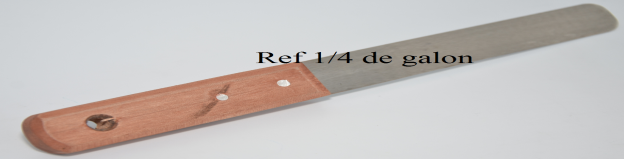 Ref 1/4 de galon